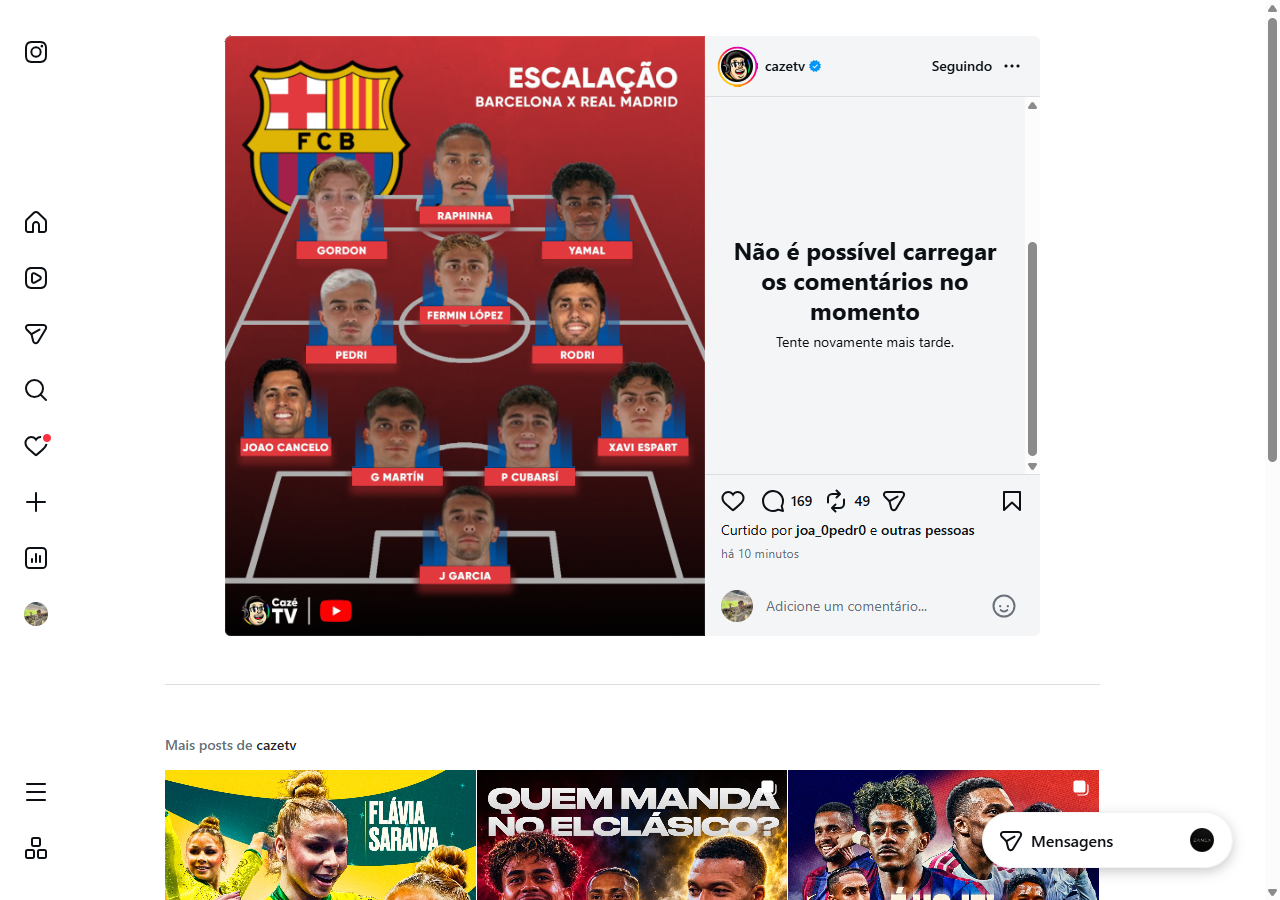 ESCALAÇÃO
BARCELONA X REAL MADRID
FCB
RAPHINHA
GORDON
YAMAL
FERMIN LÓPEZ
PEDRI
RODRI
JOAO CANCELO
XAVI ESPART
G MARTÍN
P CUBARSÍ
J GARCIA
Cazé
TV
cazetv
Seguindo
Não é possível carregar
os comentários no
momento
Tente novamente mais tarde.
169
49
Curtido por joa_0pedr0 e outras pessoas
há 10 minutos
Adicione um comentário...
Mais posts de cazetv
FLÁVIA
SARAIVA
QUEM MANDA
NO ELCLÁSICO?
Mensagens